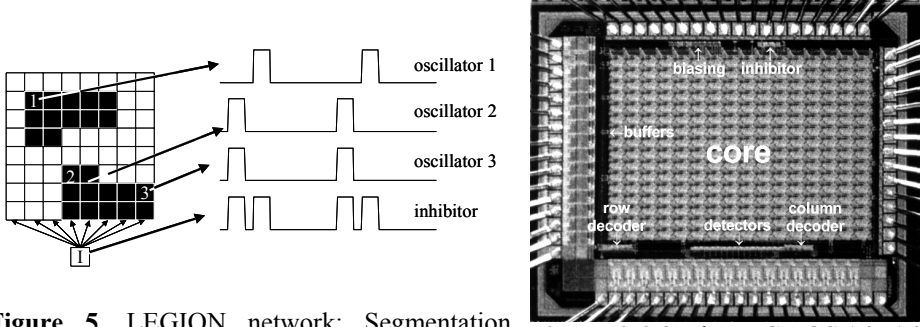 1
2
3
I
oscillator 1
oscillator 2
oscillator 3
inhibitor
Figure 5. LEGION network: Segmentation
biasing inhibitor
buffers
core
row
decoder
detectors
column
decoder